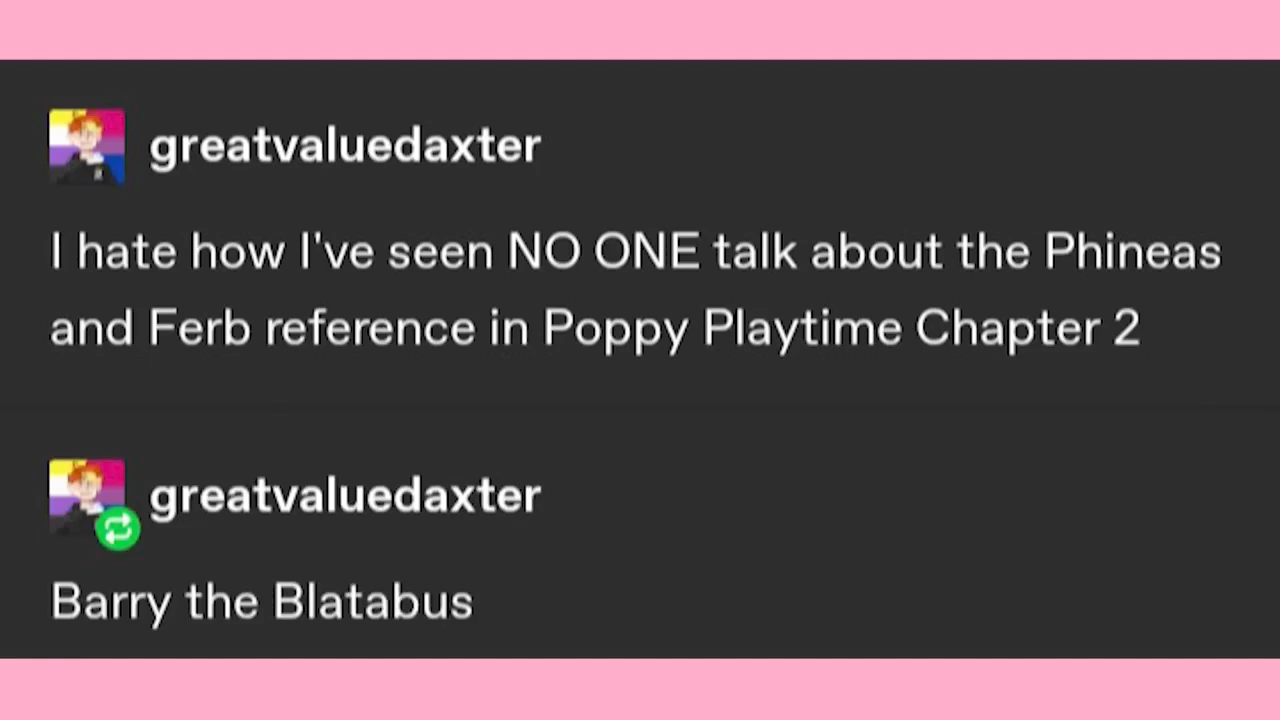 greatvaluedaxter
I hate how I've seen NO ONE talk about the Phineas
and Ferb reference in Poppy Playtime Chapter 2
greatvaluedaxter
Barry the Blatabus